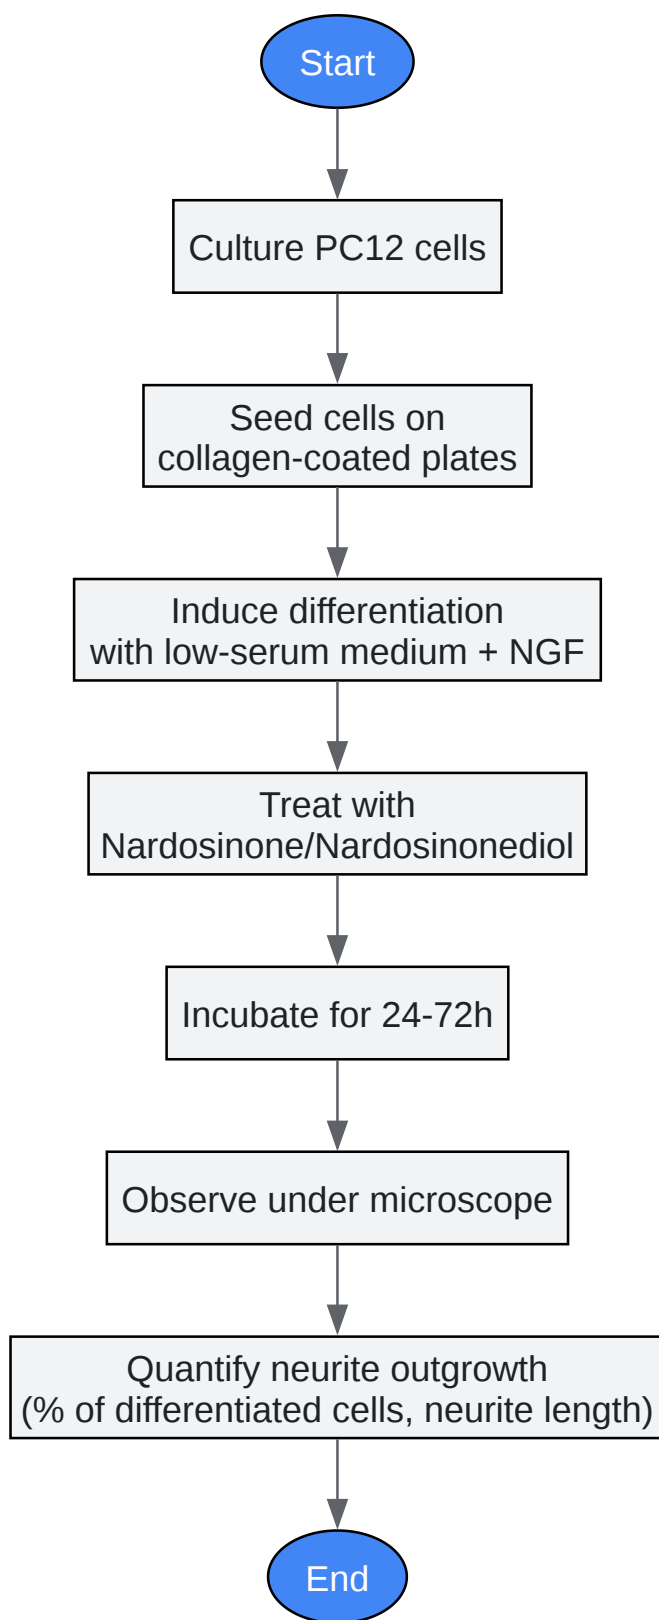 Start
Culture PC12 cells
Seed cells on
collagen-coated plates
Induce differentiation
with low-serum medium + NGF
Treat with
Nardosinone/Nardosinonediol
Incubate for 24-72h
Observe under microscope
Quantify neurite outgrowth
(% of differentiated cells, neurite length)
End